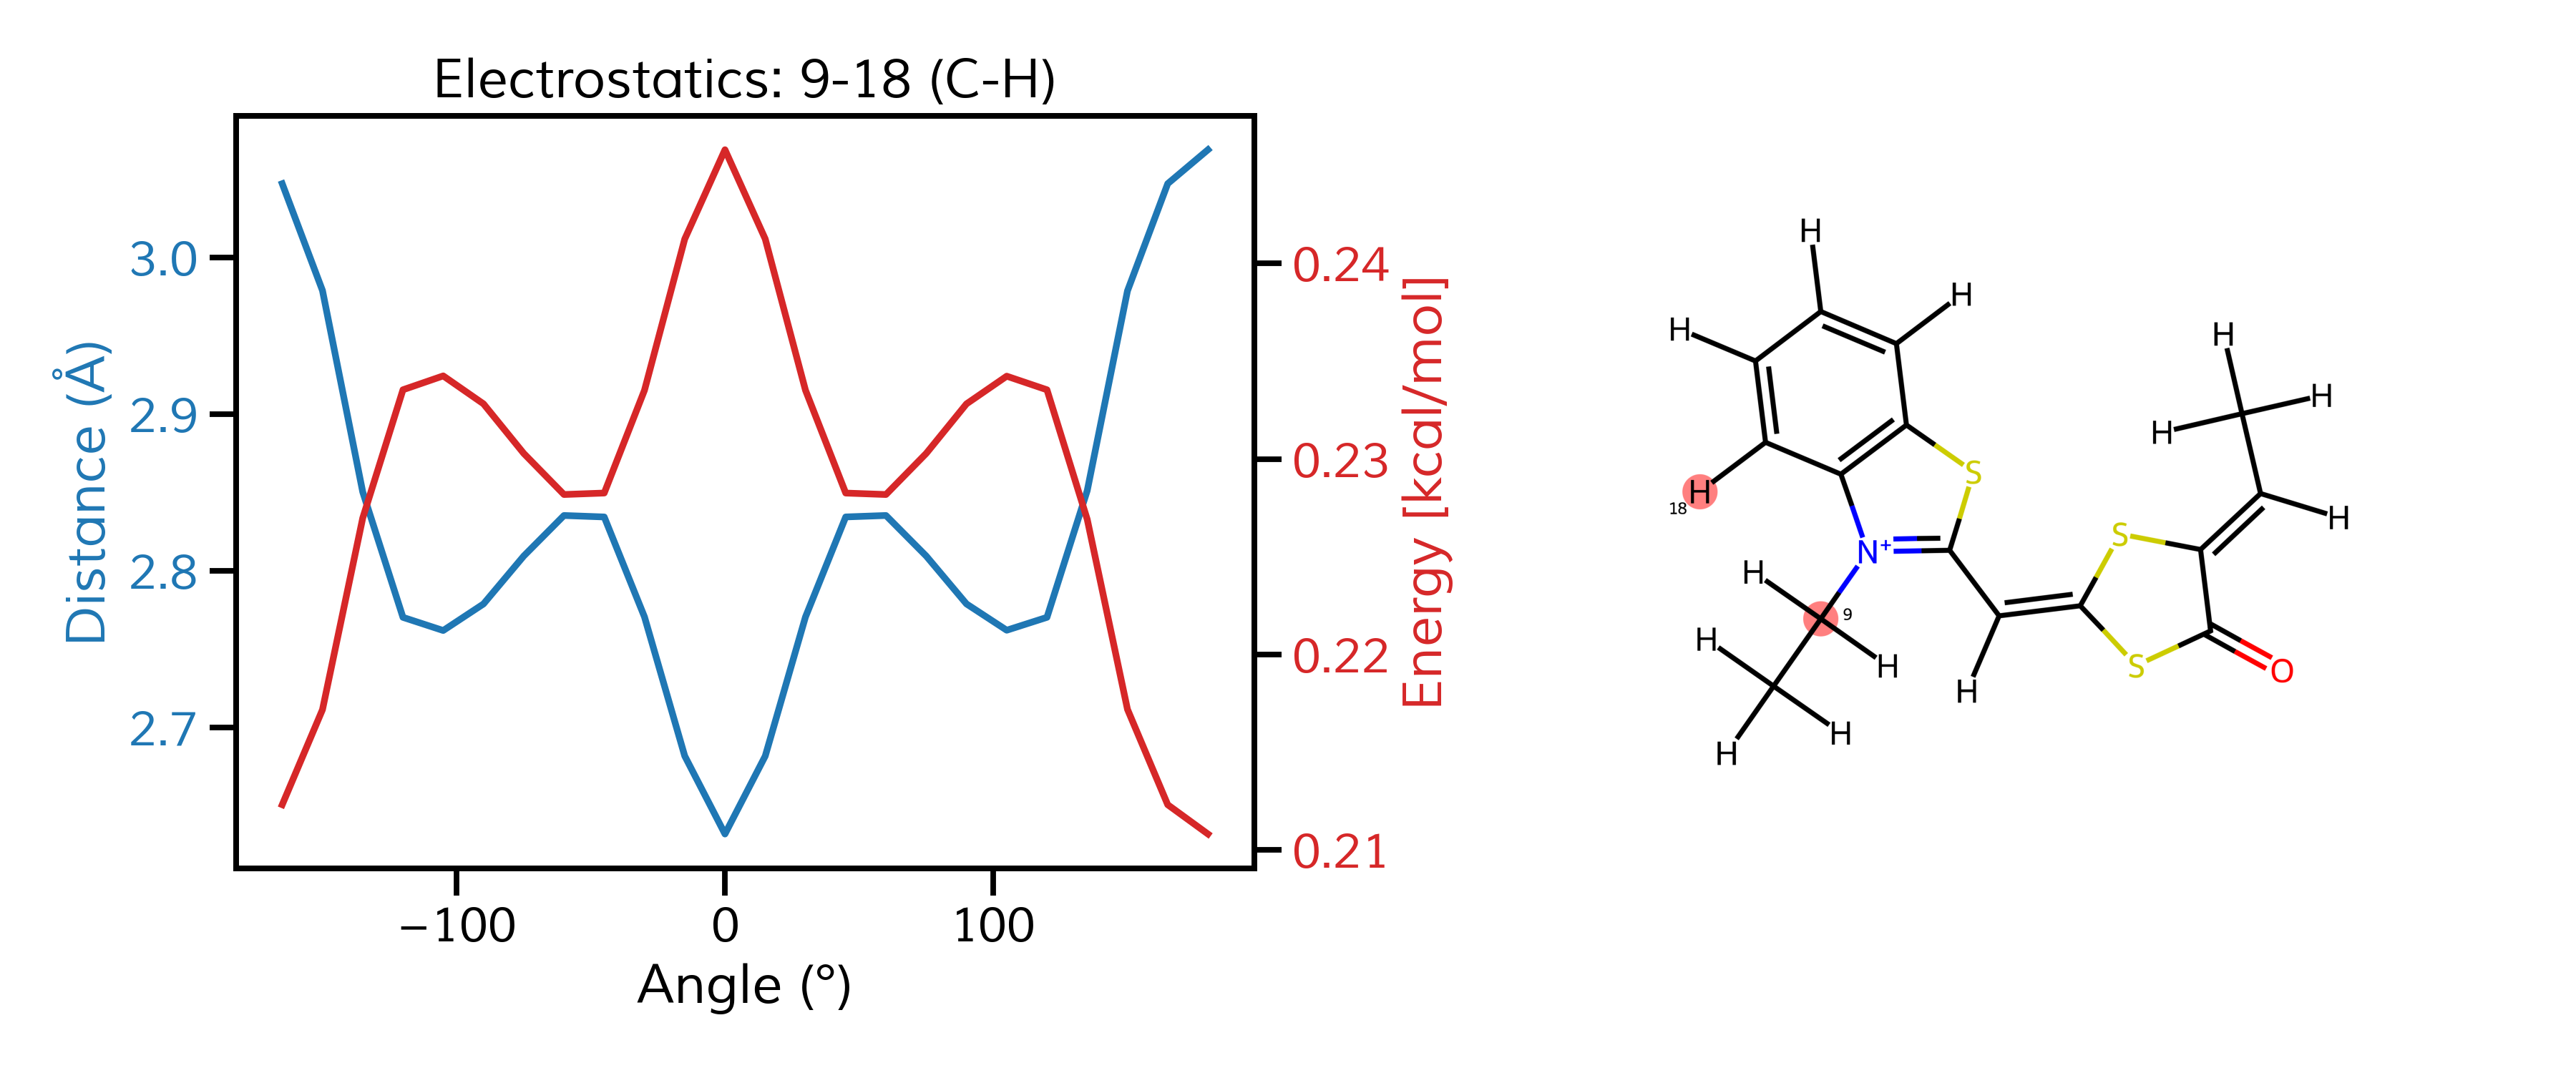 Electrostatics: 9-18 (C-H)
Distance (Å)
3.0
2.9
2.8
2.7
−100
0
100
Angle (°)
0.24
0.23
0.22
0.21
Energy [kcal/mol]
H
H
H
H
18
S
N+
H
9
H
H
H
H
H
S
S
O
H
H
H
H